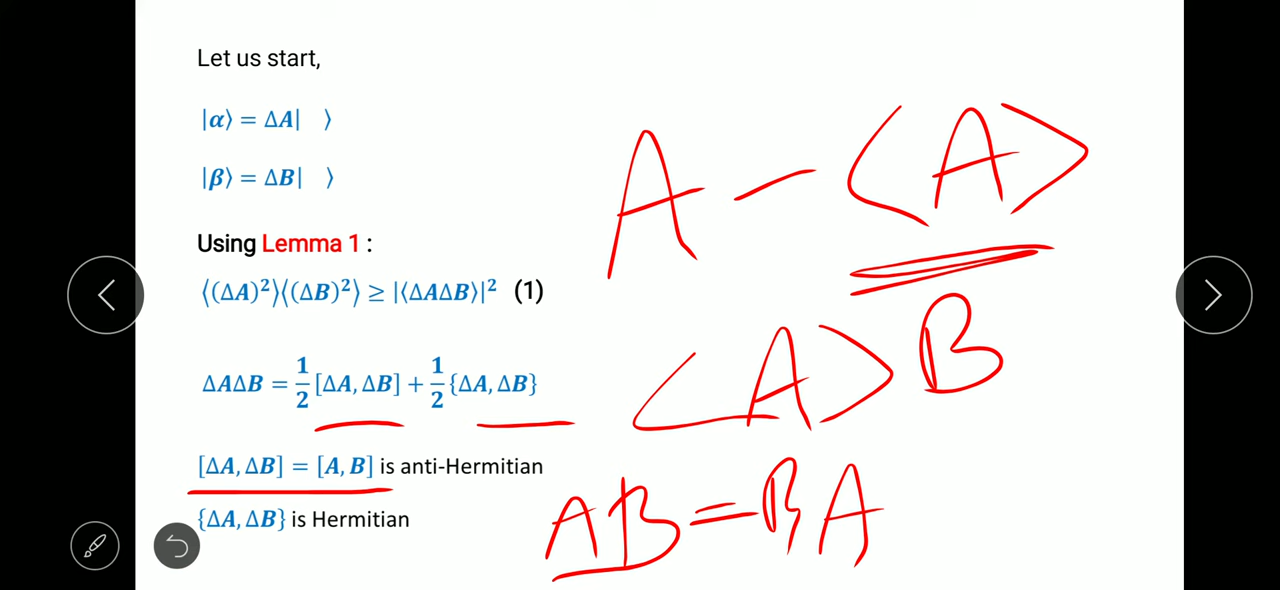 Let us start,
|α⟩ = ΔA| ⟩
|β⟩ = ΔB| ⟩
Using Lemma 1 :
⟨(ΔA)²⟩⟨(ΔB)²⟩ ≥ |⟨ΔAΔB⟩|² (1)
ΔAΔB = 1/2 [ΔA, ΔB] + 1/2 {ΔA, ΔB}
[ΔA, ΔB] = [A, B] is anti-Hermitian
{ΔA, ΔB} is Hermitian
A - <A>
<A> B
AB = BA